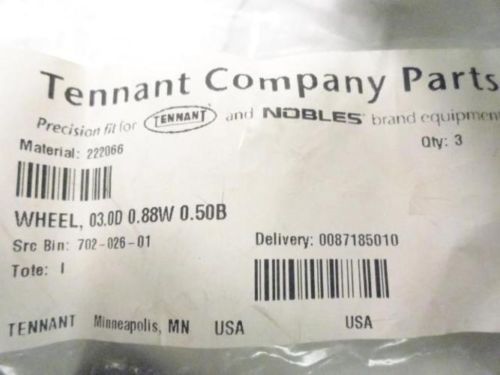 Tennant Company Parts
Precision fit for TENNANT and NOBLES brand equipment
Material: 222066
Qty: 3
WHEEL, 03.0D 0.88W 0.50B
Src Bin: 702-026-01
Delivery: 0087185010
Tote: 1
TENNANT Minneapolis, MN USA
USA